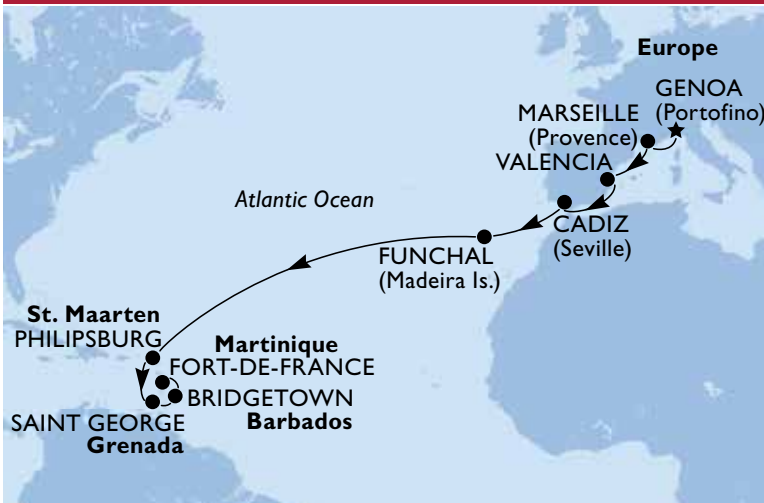 Europe
GENOA
(Portofino)
MARSEILLE
(Provence)
VALENCIA
Atlantic Ocean
CADIZ
(Seville)
FUNCHAL
(Madeira Is.)
St. Maarten
PHILIPSBURG
Martinique
FORT-DE-FRANCE
BRIDGETOWN
Barbados
SAINT GEORGE
Grenada